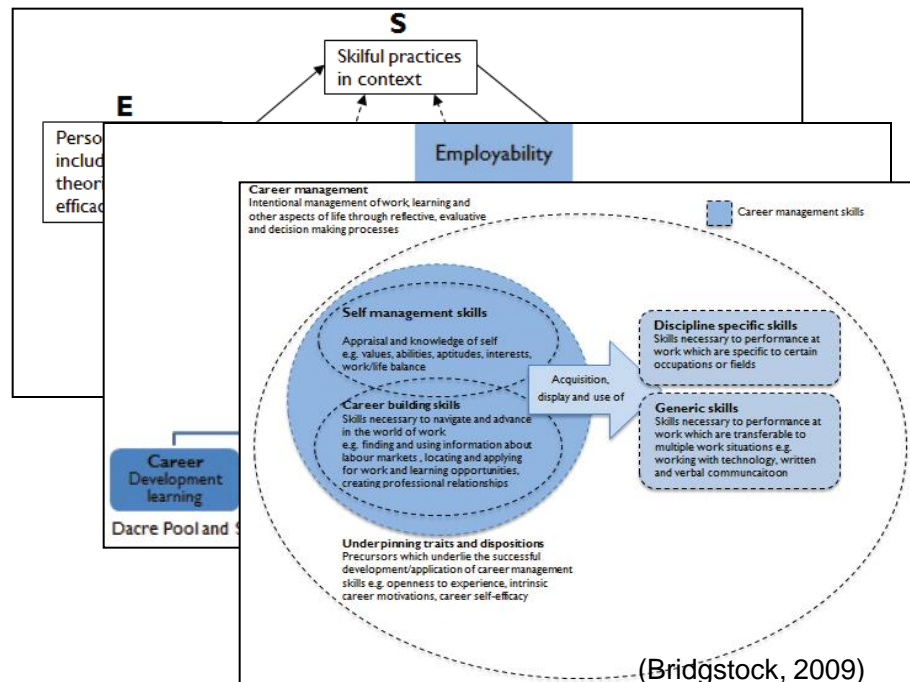 S
Skilful practices
in context
E
Perso
includ
theori
efficac
Employability
Career
Development
learning
Dacre Pool and S
Career management
Intentional management of work, learning and
other aspects of life through reflective, evaluative
and decision making processes
Career management skills
Self management skills
Appraisal and knowledge of self
e.g. values, abilities, aptitudes, interests,
work/life balance
Career building skills
Skills necessary to navigate and advance
in the world of work
e.g. finding and using information about
labour markets , locating and applying
for work and learning opportunities,
creating professional relationships
Acquisition,
display and use of
Discipline specific skills
Skills necessary to performance at
work which are specific to certain
occupations or fields
Generic skills
Skills necessary to performance at
work which are transferable to
multiple work situations e.g.
working with technology, written
and verbal communcaitoon
Underpinning traits and dispositions
Precursors which underlie the successful
development/application of career management
skills e.g. openness to experience, intrinsic
career motivations, career self-efficacy
(Bridgstock, 2009)